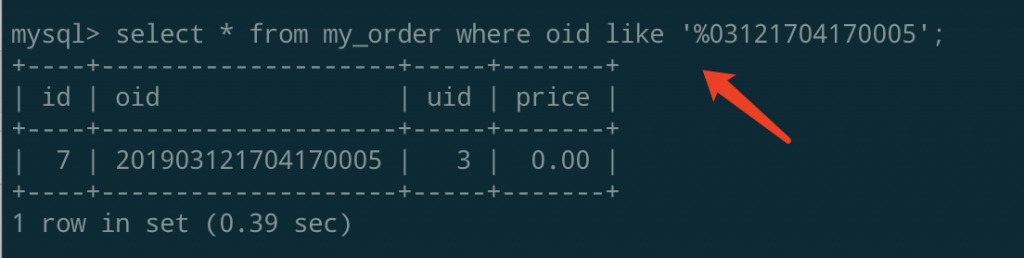 mysql> select * from my_order where oid like '%03121704170005';
+----+--------------------+-----+-------+
| id | oid                | uid | price |
+----+--------------------+-----+-------+
|  7 | 201903121704170005 |   3 |  0.00 |
+----+--------------------+-----+-------+
1 row in set (0.39 sec)